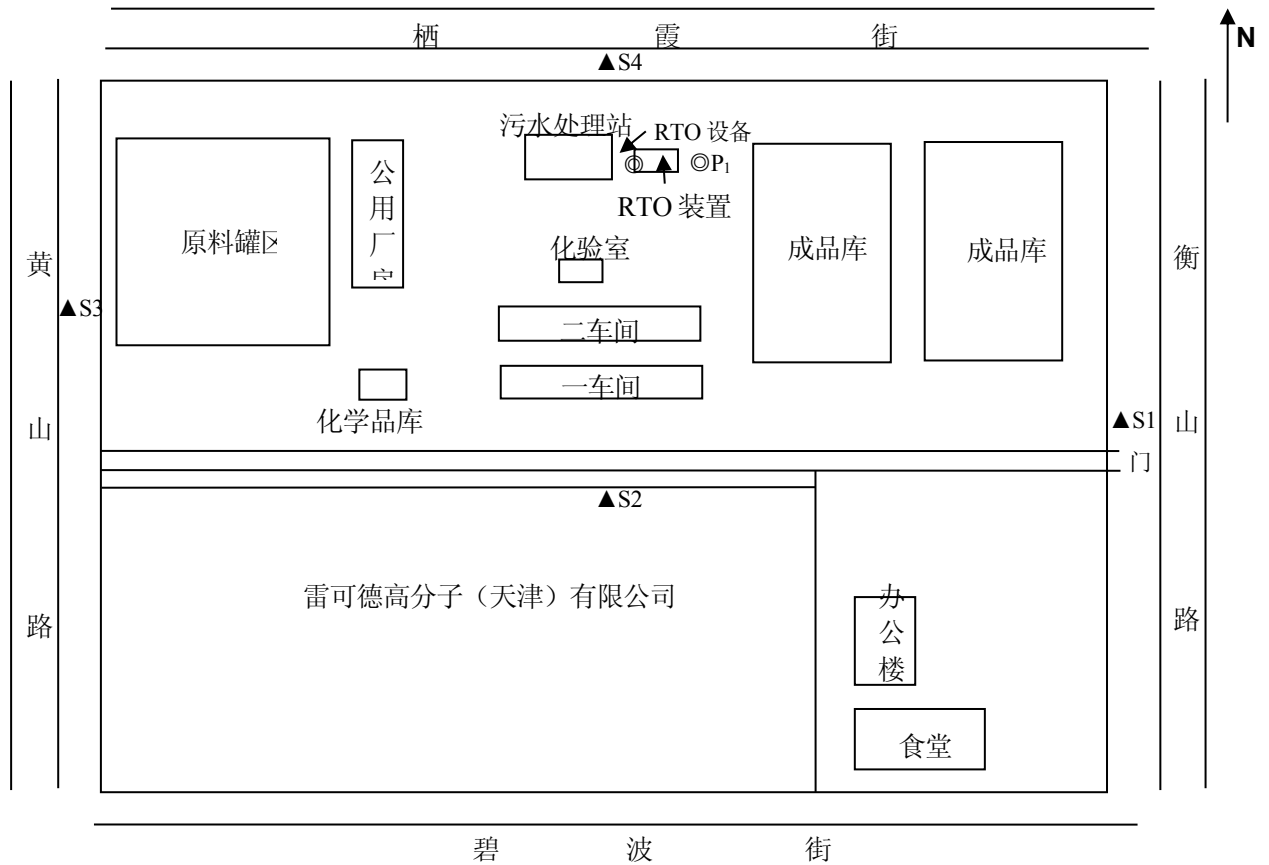 栖霞街
N
▲S4
污水处理站
RTO 设备
◎
◎P₁
RTO 装置
公用厂
原料罐区
化验室
成品库
成品库
黄山路
衡山路
▲S3
二车间
一车间
化学品库
▲S1
门
▲S2
雷可德高分子（天津）有限公司
办公楼
食堂
碧波街